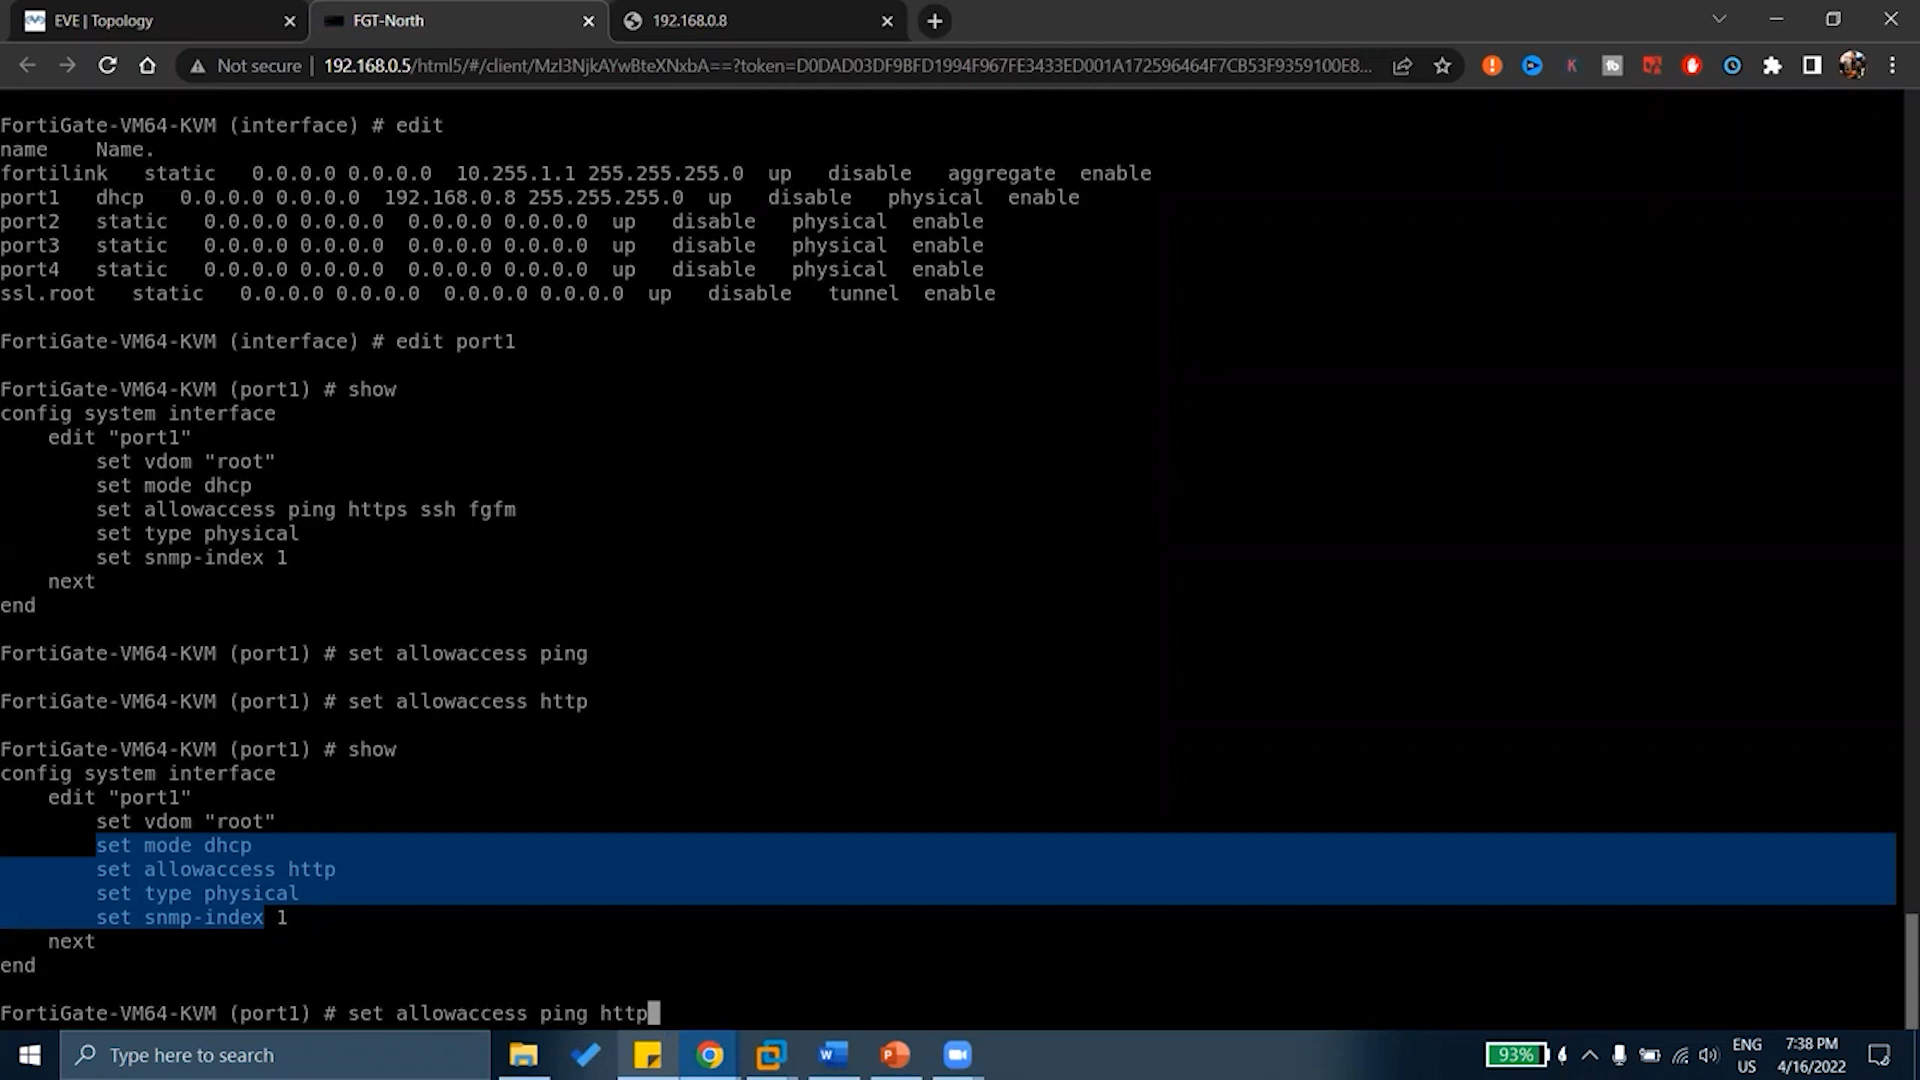 EVE | Topology
FGT-North
192.168.0.8
Not secure
192.168.0.5/html5/#/client/MzI3NjkAYwBteXNxbA==?token=D0DAD03DF9BFD1994F967FE3433ED001A172596464F7CB53F9359100E8...
FortiGate-VM64-KVM (interface) # edit
name    Name.
fortilink   static   0.0.0.0 0.0.0.0  10.255.1.1 255.255.255.0  up   disable   aggregate  enable
port1   dhcp   0.0.0.0 0.0.0.0  192.168.0.8 255.255.255.0  up   disable   physical  enable
port2   static   0.0.0.0 0.0.0.0  0.0.0.0 0.0.0.0  up   disable   physical  enable
port3   static   0.0.0.0 0.0.0.0  0.0.0.0 0.0.0.0  up   disable   physical  enable
port4   static   0.0.0.0 0.0.0.0  0.0.0.0 0.0.0.0  up   disable   physical  enable
ssl.root   static   0.0.0.0 0.0.0.0  0.0.0.0 0.0.0.0  up   disable   tunnel  enable
FortiGate-VM64-KVM (interface) # edit port1
FortiGate-VM64-KVM (port1) # show
config system interface
    edit "port1"
        set vdom "root"
        set mode dhcp
        set allowaccess ping https ssh fgfm
        set type physical
        set snmp-index 1
    next
end
FortiGate-VM64-KVM (port1) # set allowaccess ping
FortiGate-VM64-KVM (port1) # set allowaccess http
FortiGate-VM64-KVM (port1) # show
config system interface
    edit "port1"
        set vdom "root"
        set mode dhcp
        set allowaccess http
        set type physical
        set snmp-index 1
    next
end
FortiGate-VM64-KVM (port1) # set allowaccess ping http
Type here to search
93%
ENG
US
7:38 PM
4/16/2022